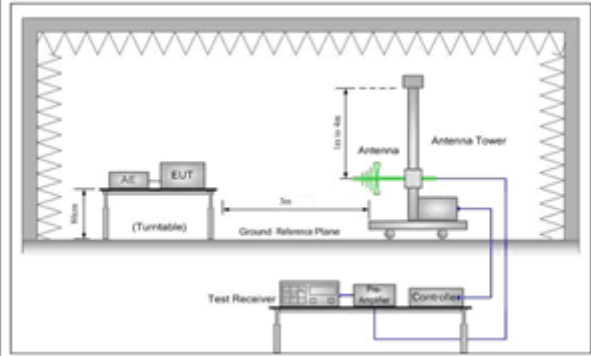 1m to 4m
Antenna
Antenna Tower
AE
EUT
80cm
(Turntable)
3m
Ground Reference Plane
Test Receiver
Pre-
Amplifier
Controller